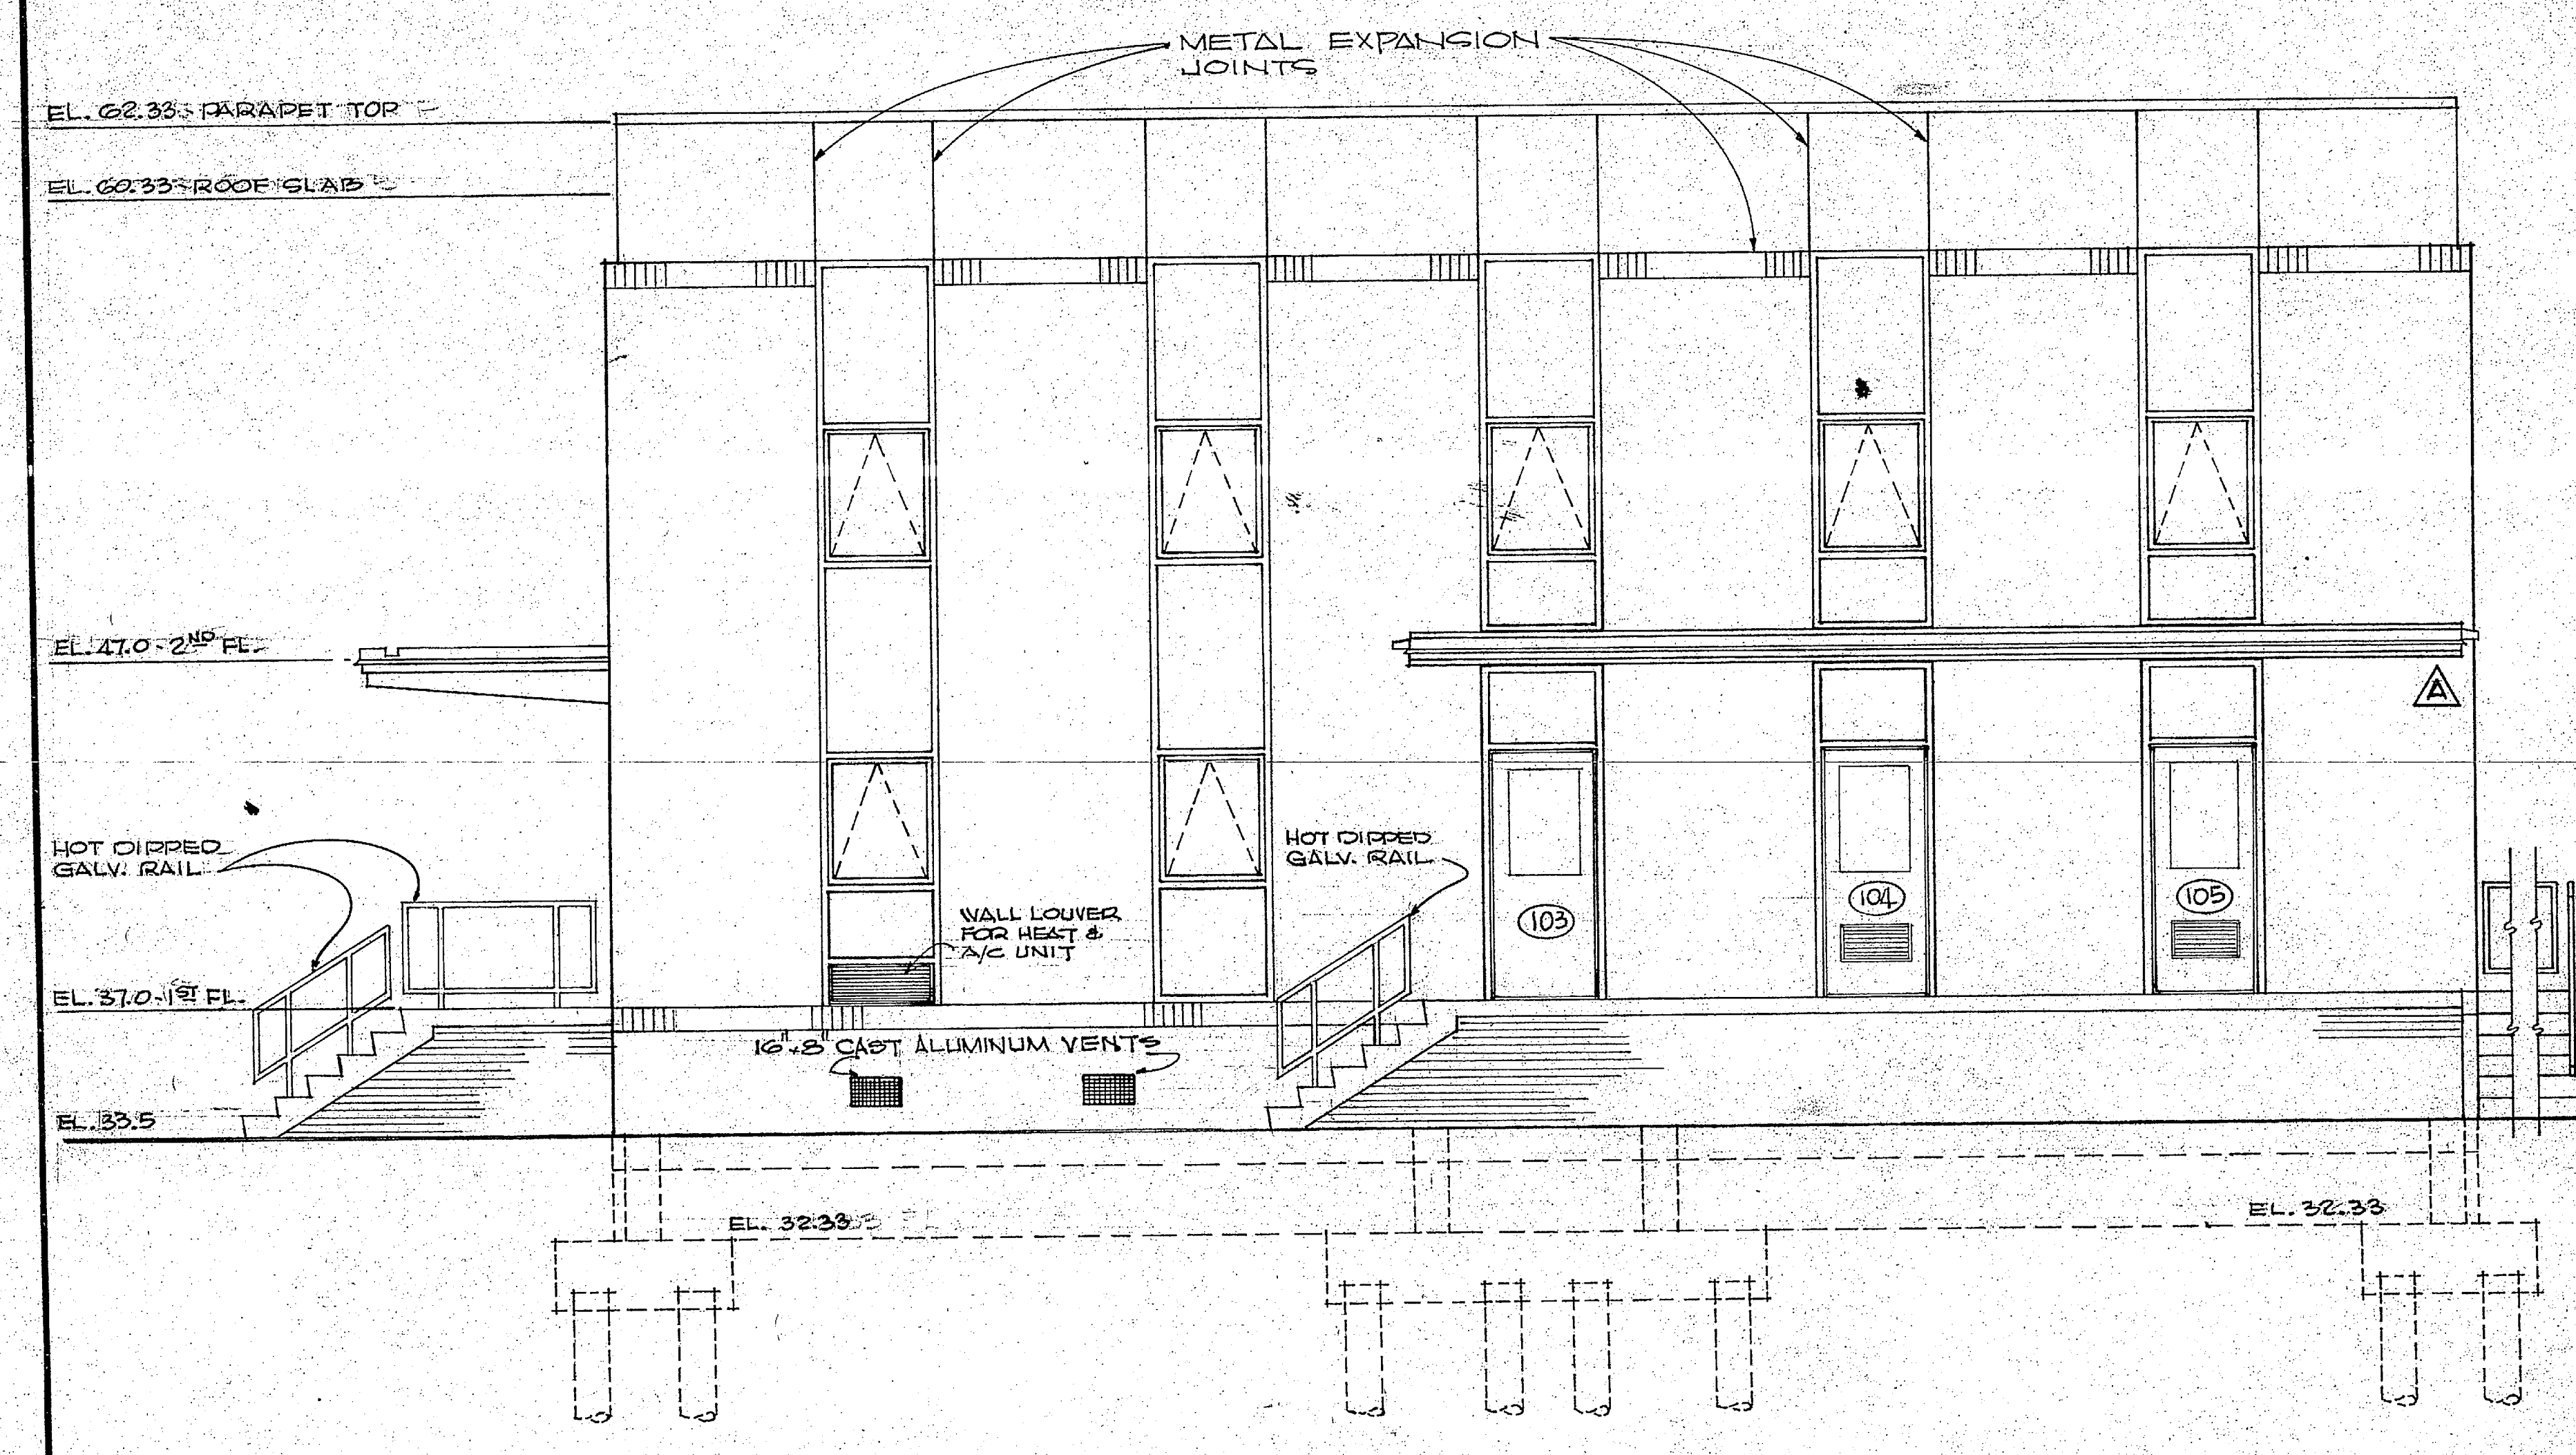 METAL EXPANSION
JOINTS
EL. 62.33 - PARAPET TOP
EL. 60.33 - ROOF SLAB
EL. 47.0 - 2ND FL.
A
HOT DIPPED
GALV. RAIL
HOT DIPPED
GALV. RAIL
103
104
105
WALL LOUVER
FOR HEAT &
A/C UNIT
EL. 37.0 - 1ST FL.
16"x8" CAST ALUMINUM VENTS
EL. 33.5
EL. 32.33
EL. 32.33